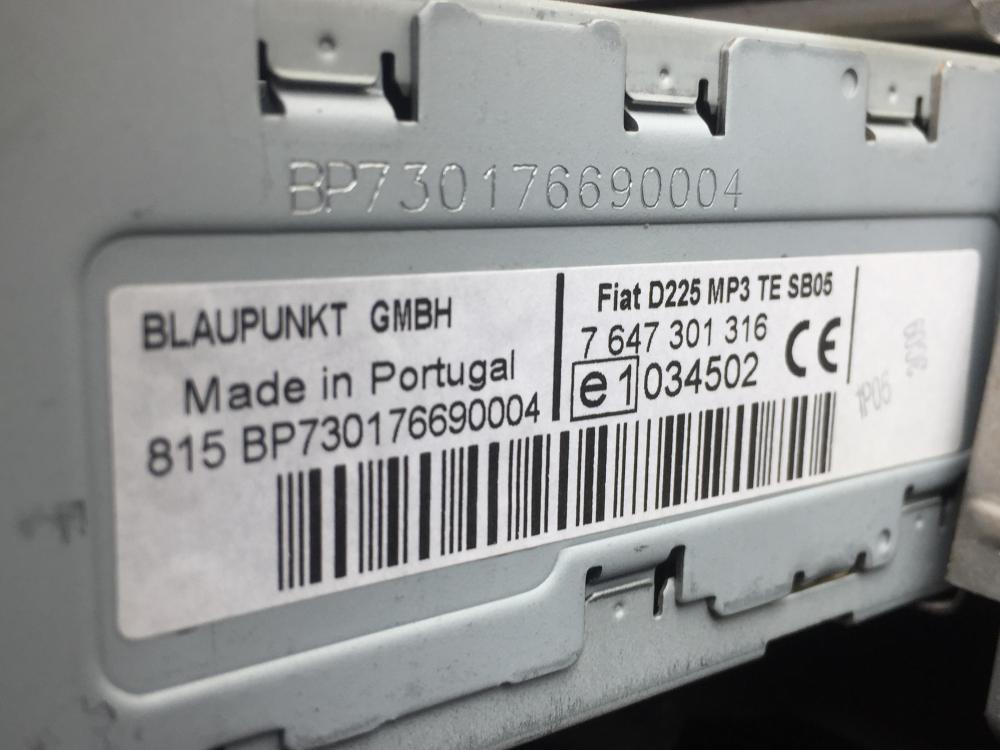 BP730176690004
BLAUPUNKT GMBH
Made in Portugal
815 BP730176690004
Fiat D225 MP3 TE SB05
7 647 301 316
e1 034502
CE
1P06 2009